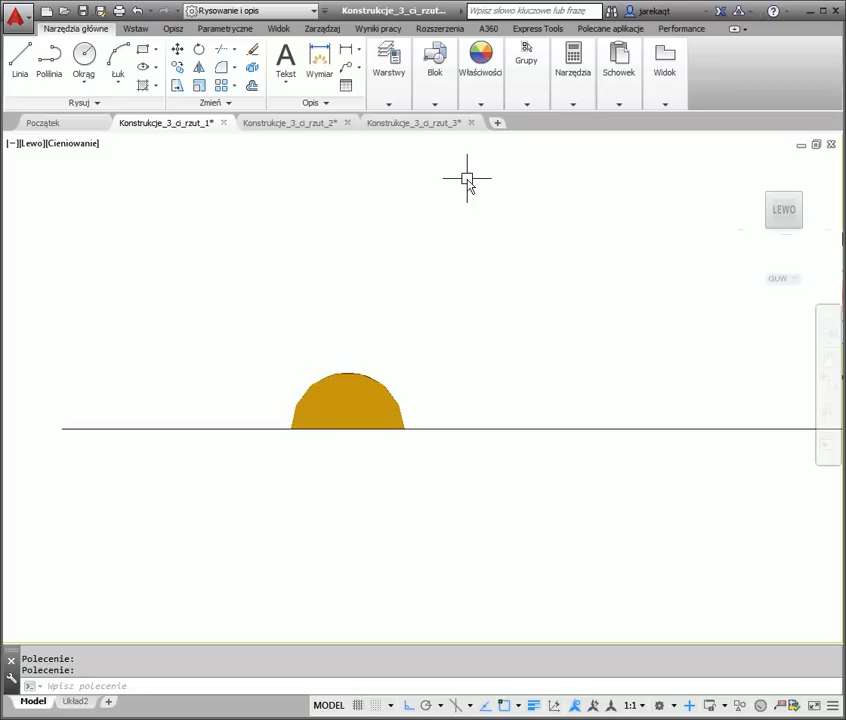 Rysowanie i opis
Konstrukcje_3_ci_rzut...
Wpisz słowo kluczowe lub frazę
jarekaqt
Narzędzia główne
Wstaw
Opisz
Parametryczne
Widok
Zarządzaj
Wyniki pracy
Rozszerzenia
A360
Express Tools
Polecane aplikacje
Performance
Linia
Polilinia
Okrąg
Łuk
Tekst
Wymiar
Warstwy
Blok
Właściwości
Grupy
Narzędzia
Schowek
Widok
Rysuj
Zmień
Opis
Początek
Konstrukcje_3_ci_rzut_1*
Konstrukcje_3_ci_rzut_2*
Konstrukcje_3_ci_rzut_3*
[−][Lewo][Cieniowanie]
LEWO
GUW
Polecenie:
Polecenie:
Wpisz polecenie
Model
Układ2
MODEL
1:1